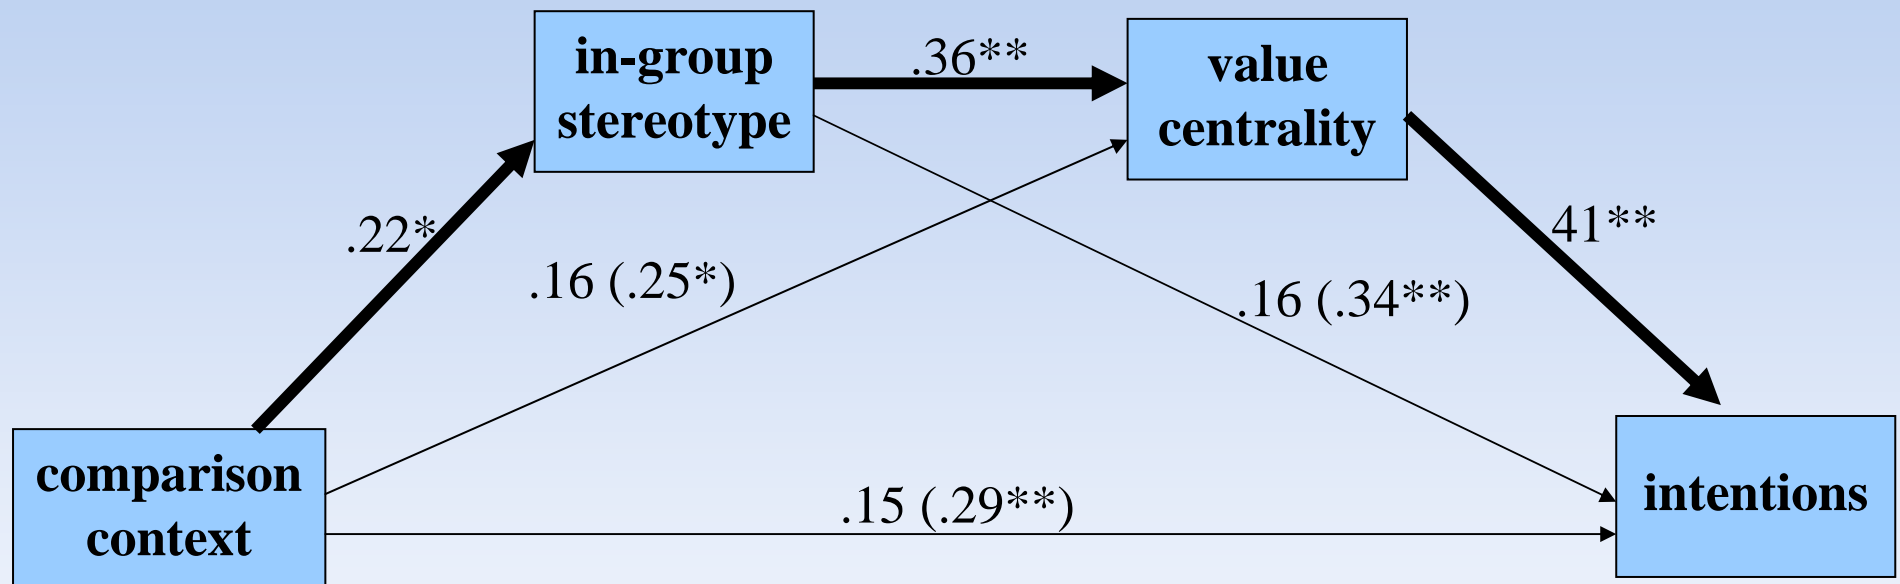 in-group
stereotype
.36**
value
centrality
.22*
.16 (.25*)
.16 (.34**)
41**
comparison
context
.15 (.29**)
intentions